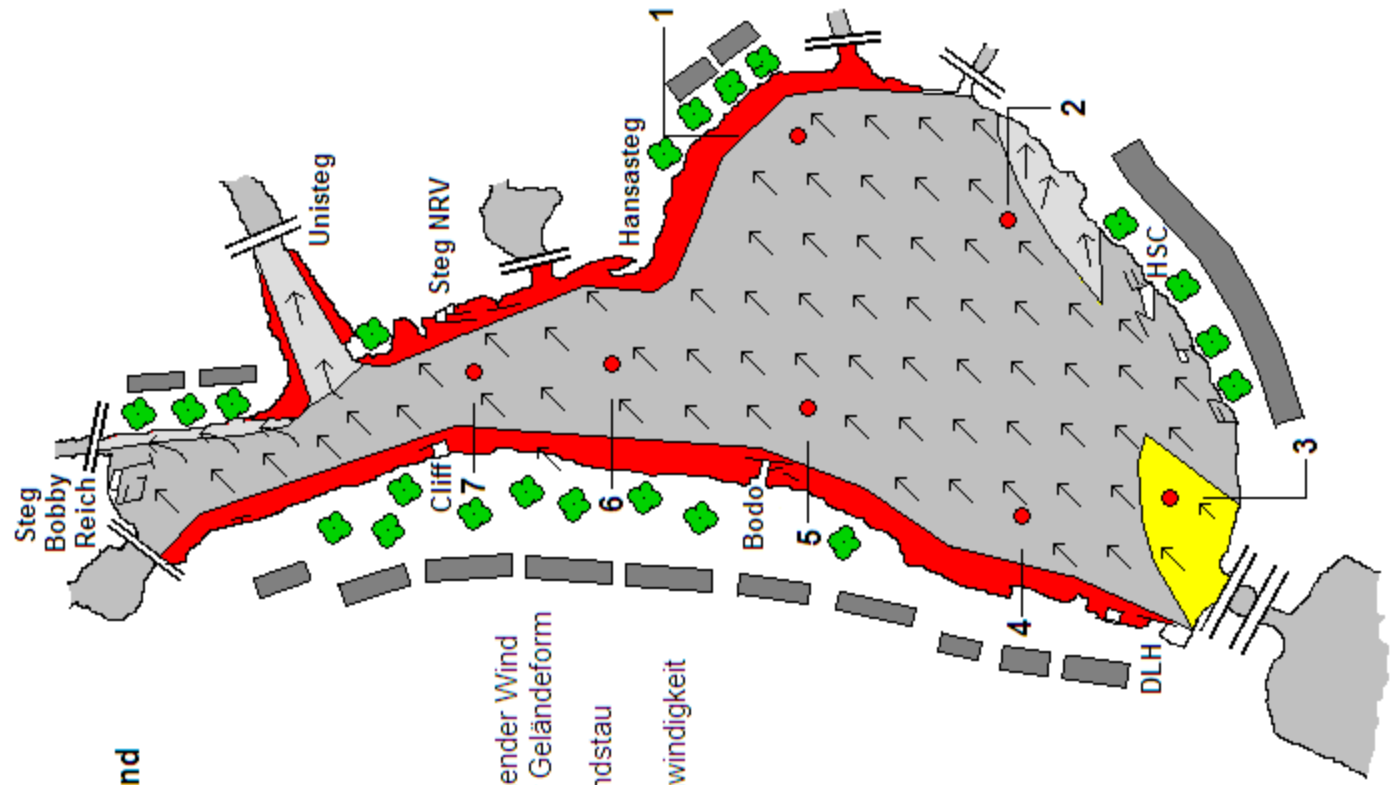 Steg
Bobby
Reich
Unisteg
Steg NRV
Hansasteg
1
2
HSC
3
Cliff
7
6
Bodo
5
4
DLH
nd
ender Wind
Geländeform
ndstau
windigkeit